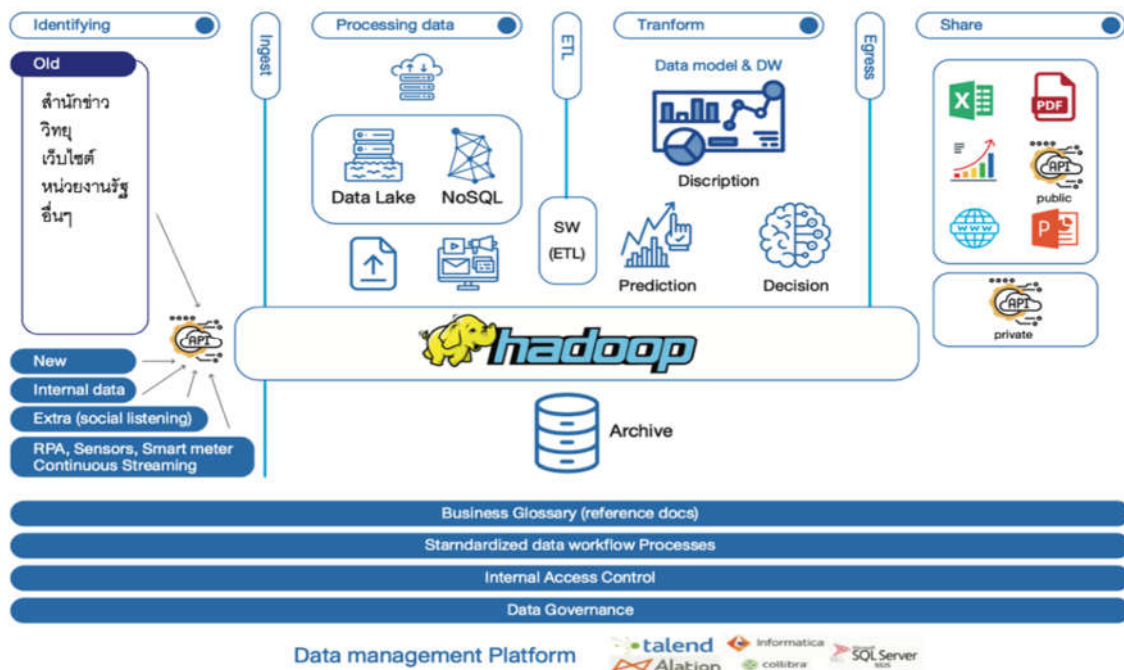 Identifying
Processing data
Tranform
Share
Ingest
ETL
Egress
Old
สำนักข่าว
วิทยุ
เว็บไซต์
หน่วยงานรัฐ
อื่นๆ
API
New
Internal data
Extra (social listening)
RPA, Sensors, Smart meter
Continuous Streaming
Data Lake
NoSQL
SW
(ETL)
Data model & DW
Discription
Prediction
Decision
X
PDF
API
public
WWW
P
API
private
hadoop
Archive
Business Glossary (reference docs)
Starndardized data workflow Processes
Internal Access Control
Data Governance
Data management Platform
talend
Informatica
SQL Server
SSIS
Alation
collibra